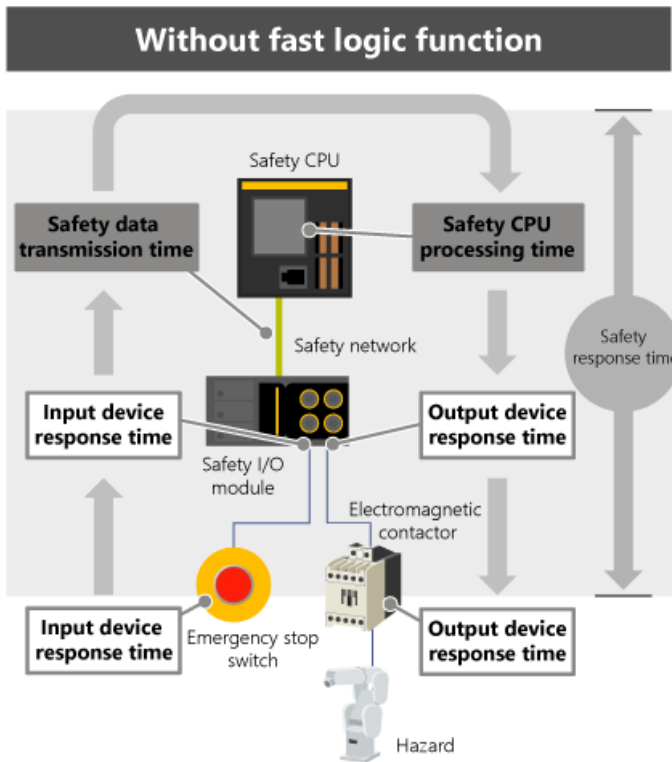 Without fast logic function
Safety CPU
Safety data
transmission time
Safety CPU
processing time
Safety network
Safety
response time
Input device
response time
Output device
response time
Safety I/O
module
Electromagnetic
contactor
Input device
response time
Emergency stop
switch
Output device
response time
Hazard